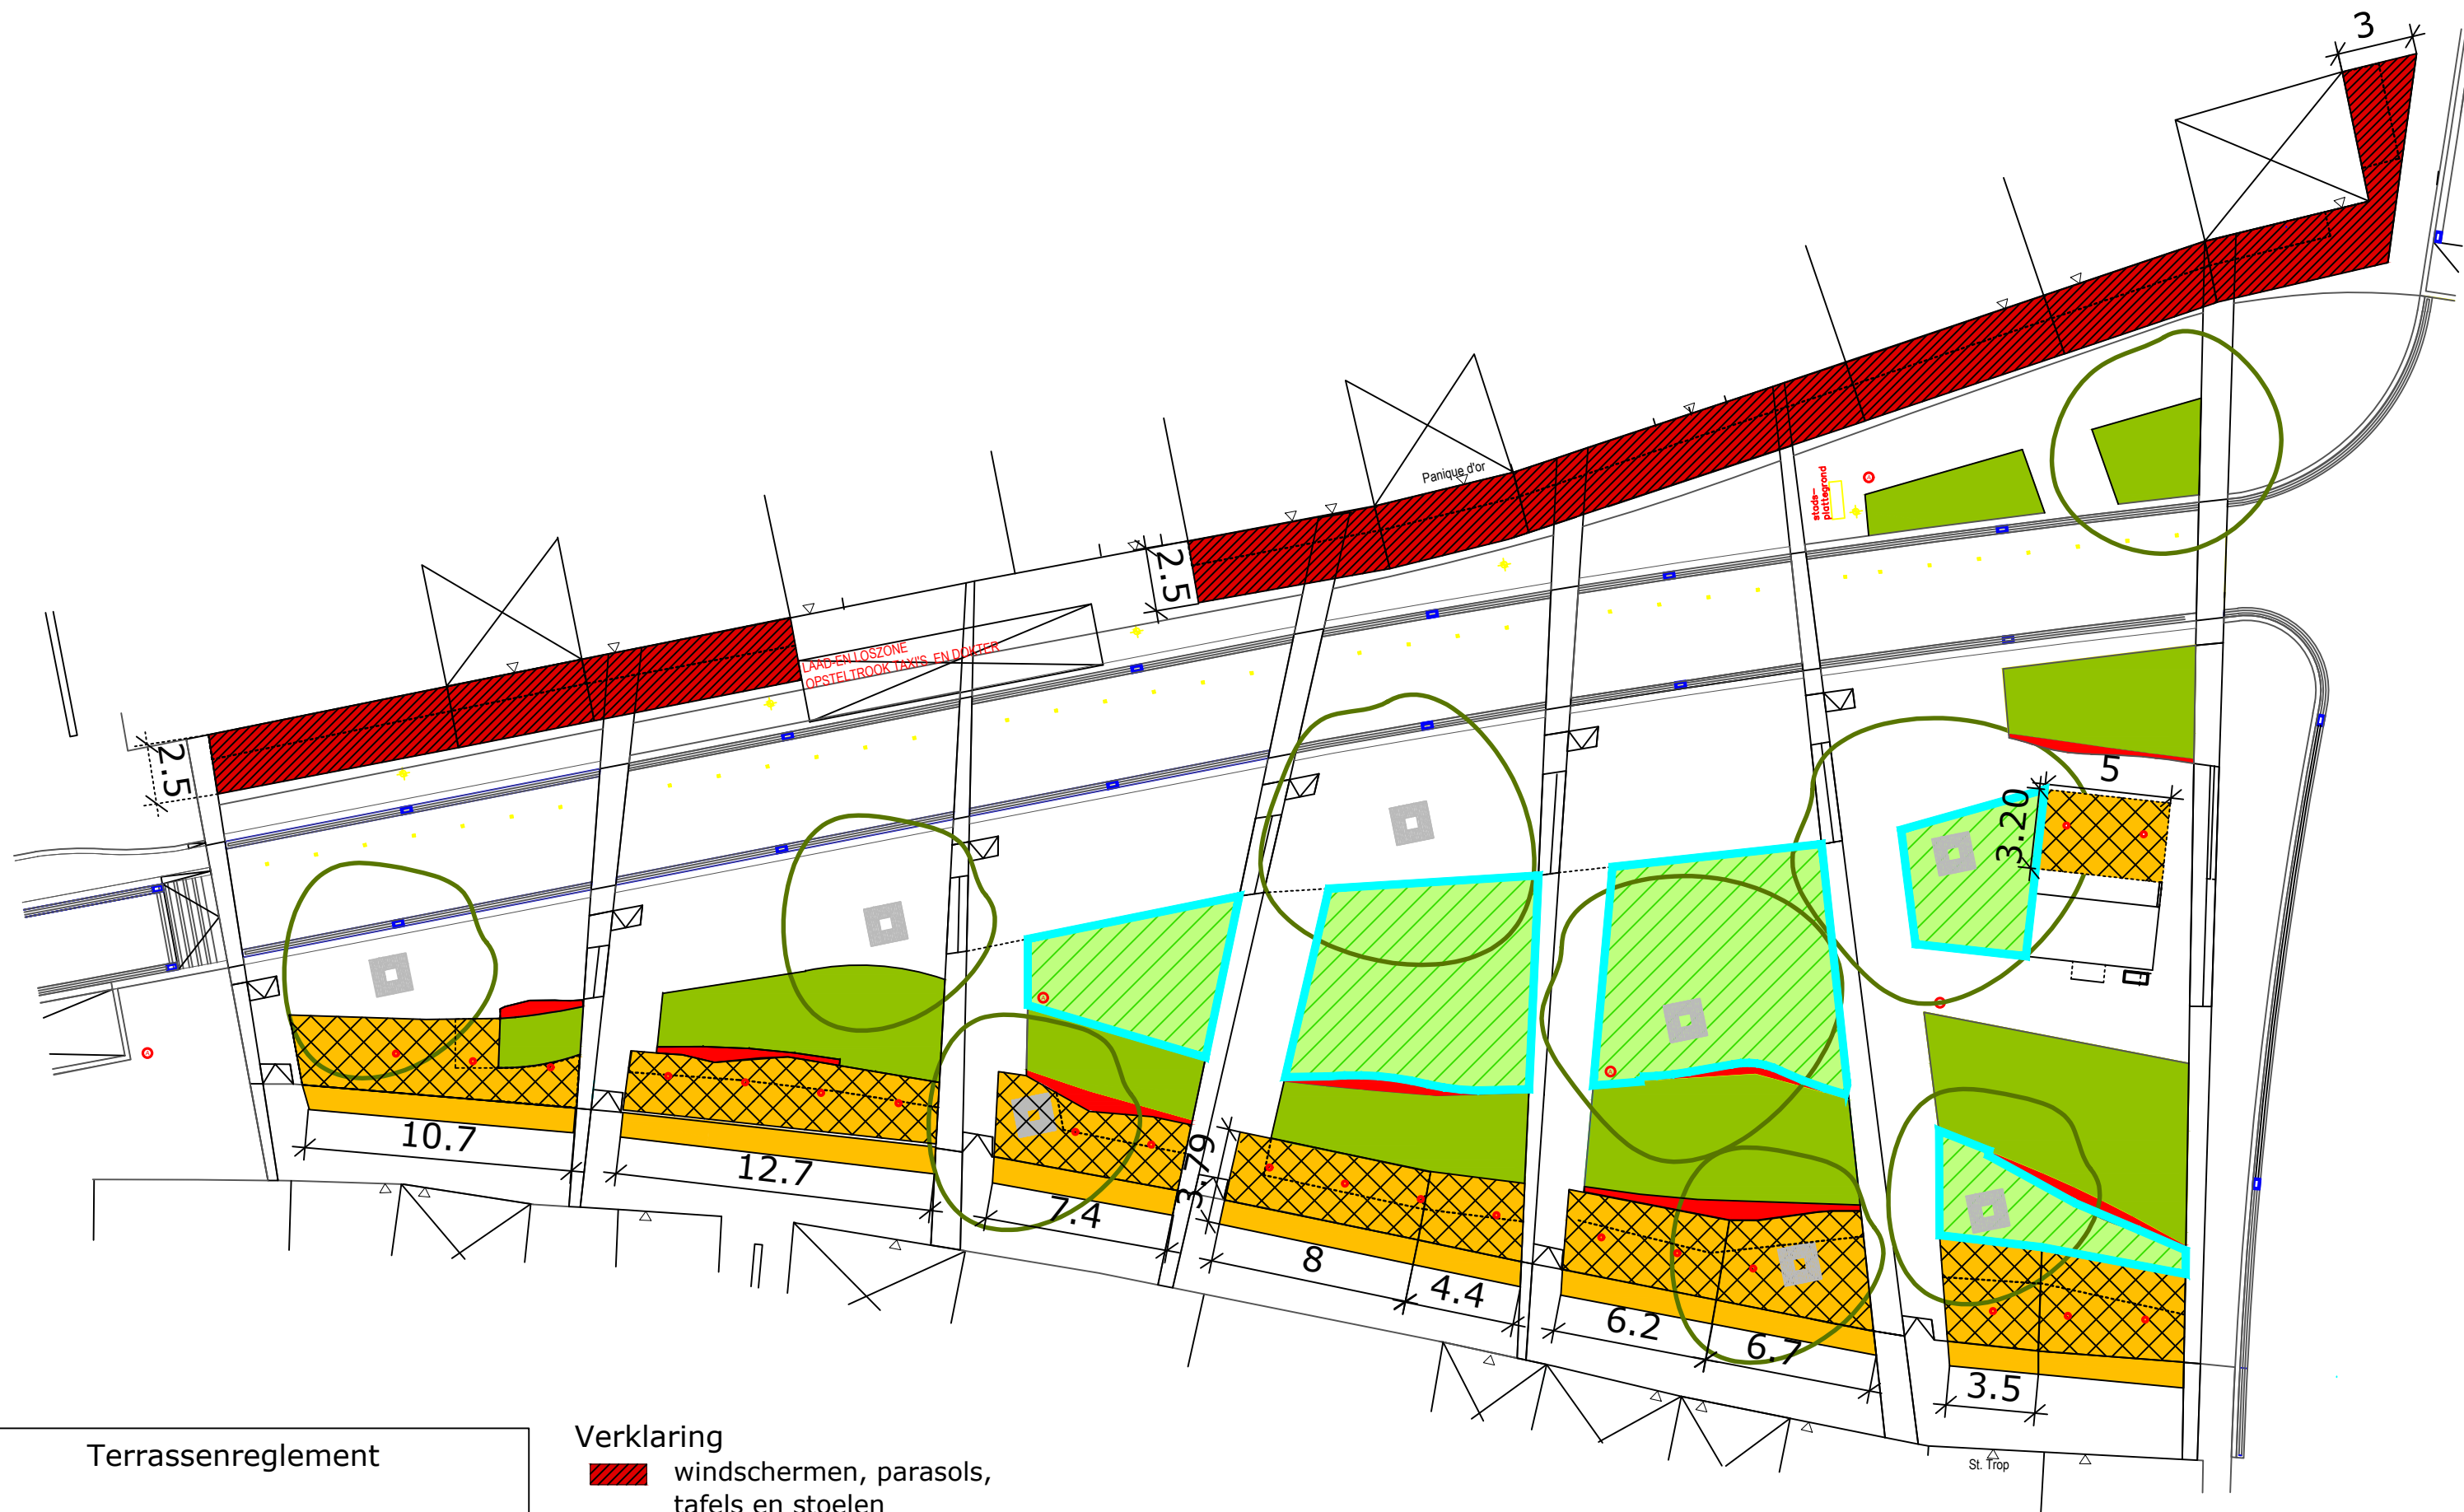 3
Panique d'or
stads-
plattegrond
2.5
LAAD-EN LOSZONE
OPSTELTROOK TAXI'S EN DOKTER
2.5
5
3.20
10.7
12.7
7.4
3.79
8
4.4
6.2
6.7
3.5
St. Trop
Terrassenreglement
Verklaring
windschermen, parasols,
tafels en stoelen